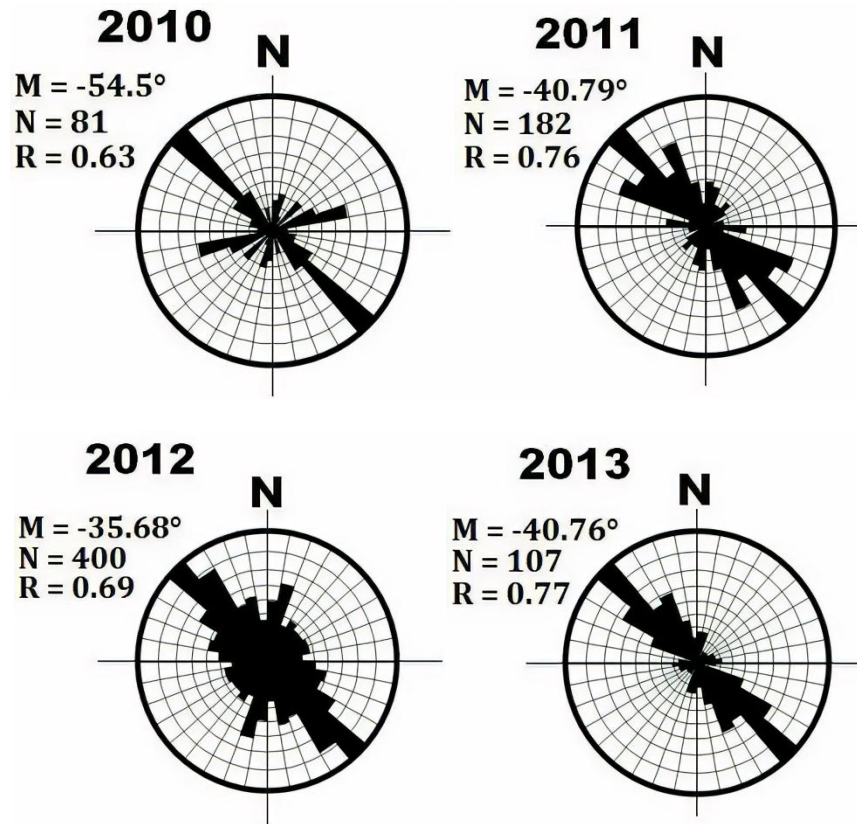 2010
N
M = -54.5°
N = 81
R = 0.63
2011
N
M = -40.79°
N = 182
R = 0.76
2012
N
M = -35.68°
N = 400
R = 0.69
2013
N
M = -40.76°
N = 107
R = 0.77